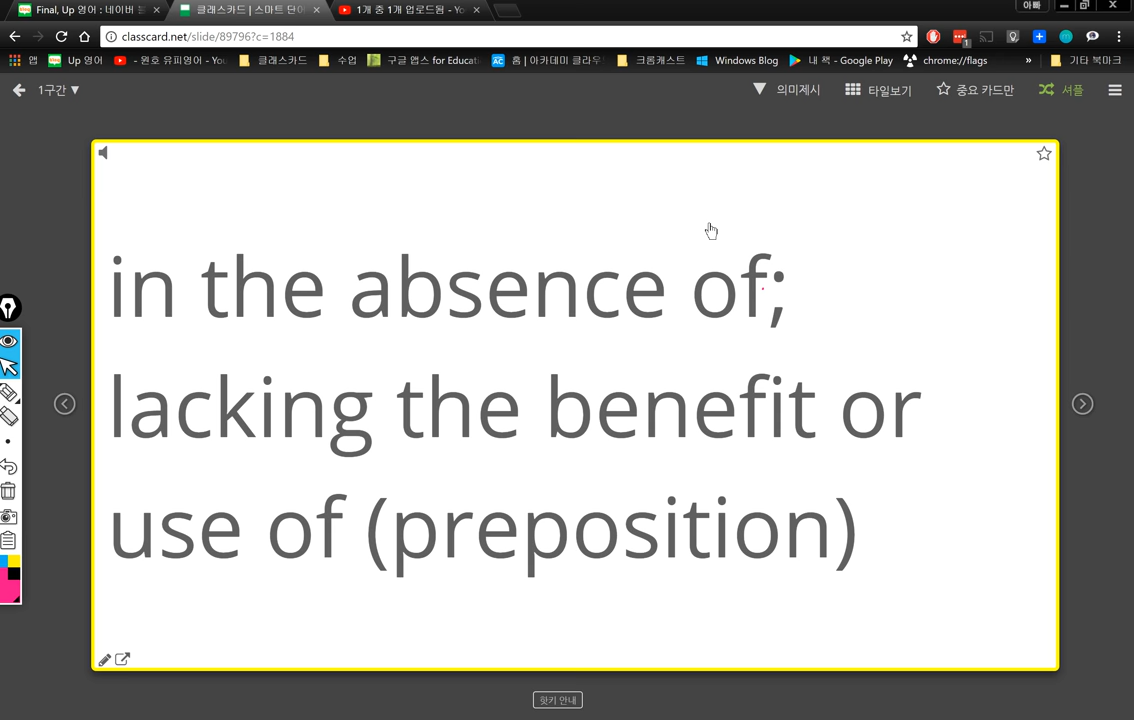 Final, Up 영어 : 네이버 블
클래스카드 | 스마트 단어
1개 중 1개 업로드됨 - Yo
아빠
classcard.net/slide/89796?c=1884
앱
Up 영어
- 원호 유피영어 - You
클래스카드
수업
구글 앱스 for Educati
홈 | 아카데미 클라우
크롬캐스트
Windows Blog
내 책 - Google Play
chrome://flags
»
기타 북마크
1구간 ▼
의미제시
타일보기
중요 카드만
셔플
in the absence of;
lacking the benefit or
use of (preposition)
핫키 안내